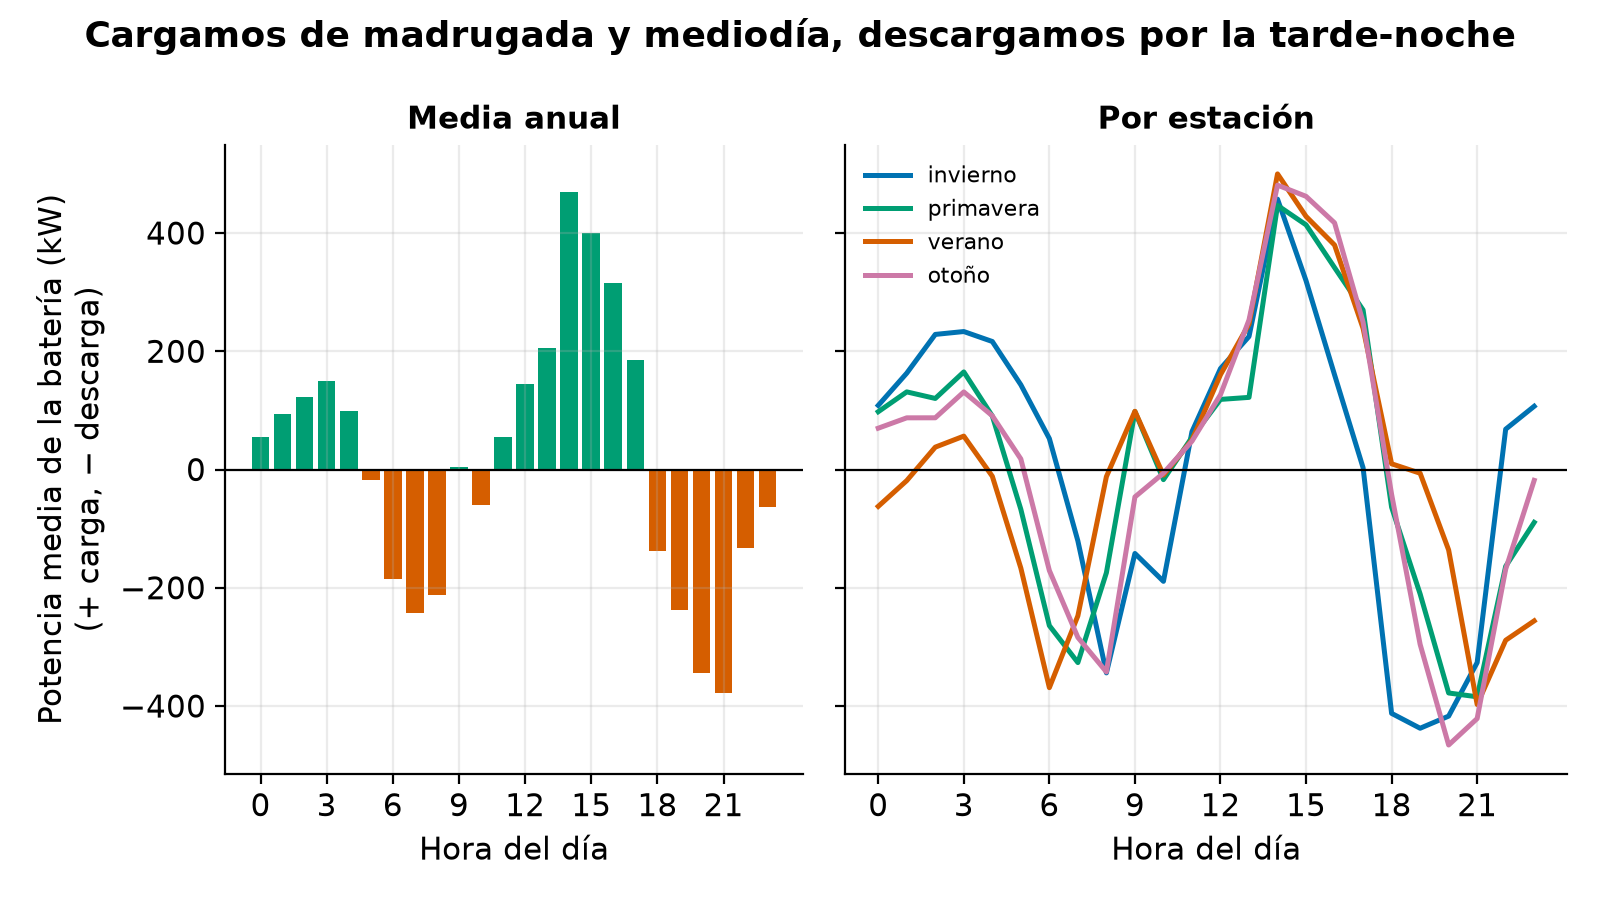 Cargamos de madrugada y mediodía, descargamos por la tarde-noche
Media anual
Potencia media de la batería (kW)
(+ carga, − descarga)
400
200
0
−200
−400
0 3 6 9 12 15 18 21
Hora del día
Por estación
invierno
primavera
verano
otoño
0 3 6 9 12 15 18 21
Hora del día